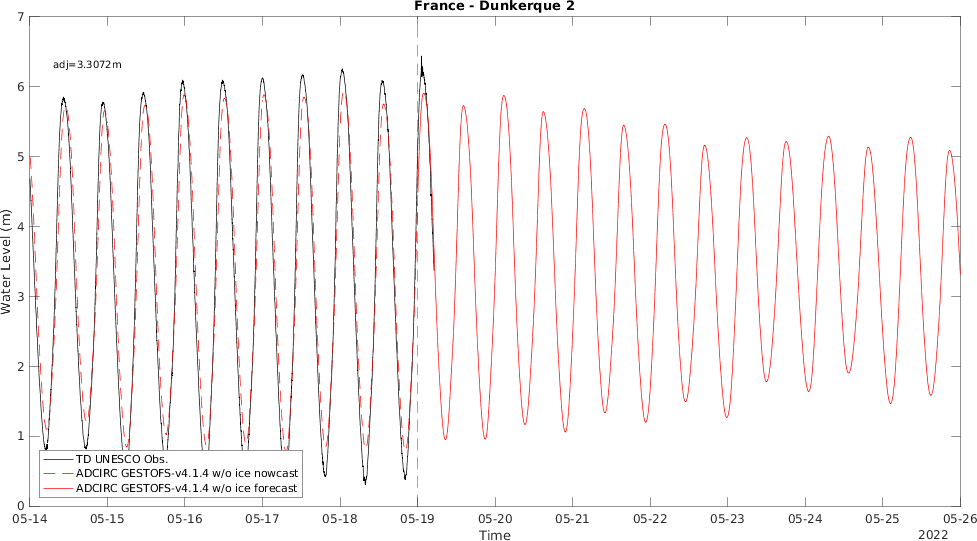 France - Dunkerque 2
adj=3.3072m
7
6
5
4
3
2
1
0
Water Level (m)
TD UNESCO Obs.
ADCIRC GESTOFS-v4.1.4 w/o ice nowcast
ADCIRC GESTOFS-v4.1.4 w/o ice forecast
05-14 05-15 05-16 05-17 05-18 05-19 05-20 05-21 05-22 05-23 05-24 05-25 05-26
Time
2022